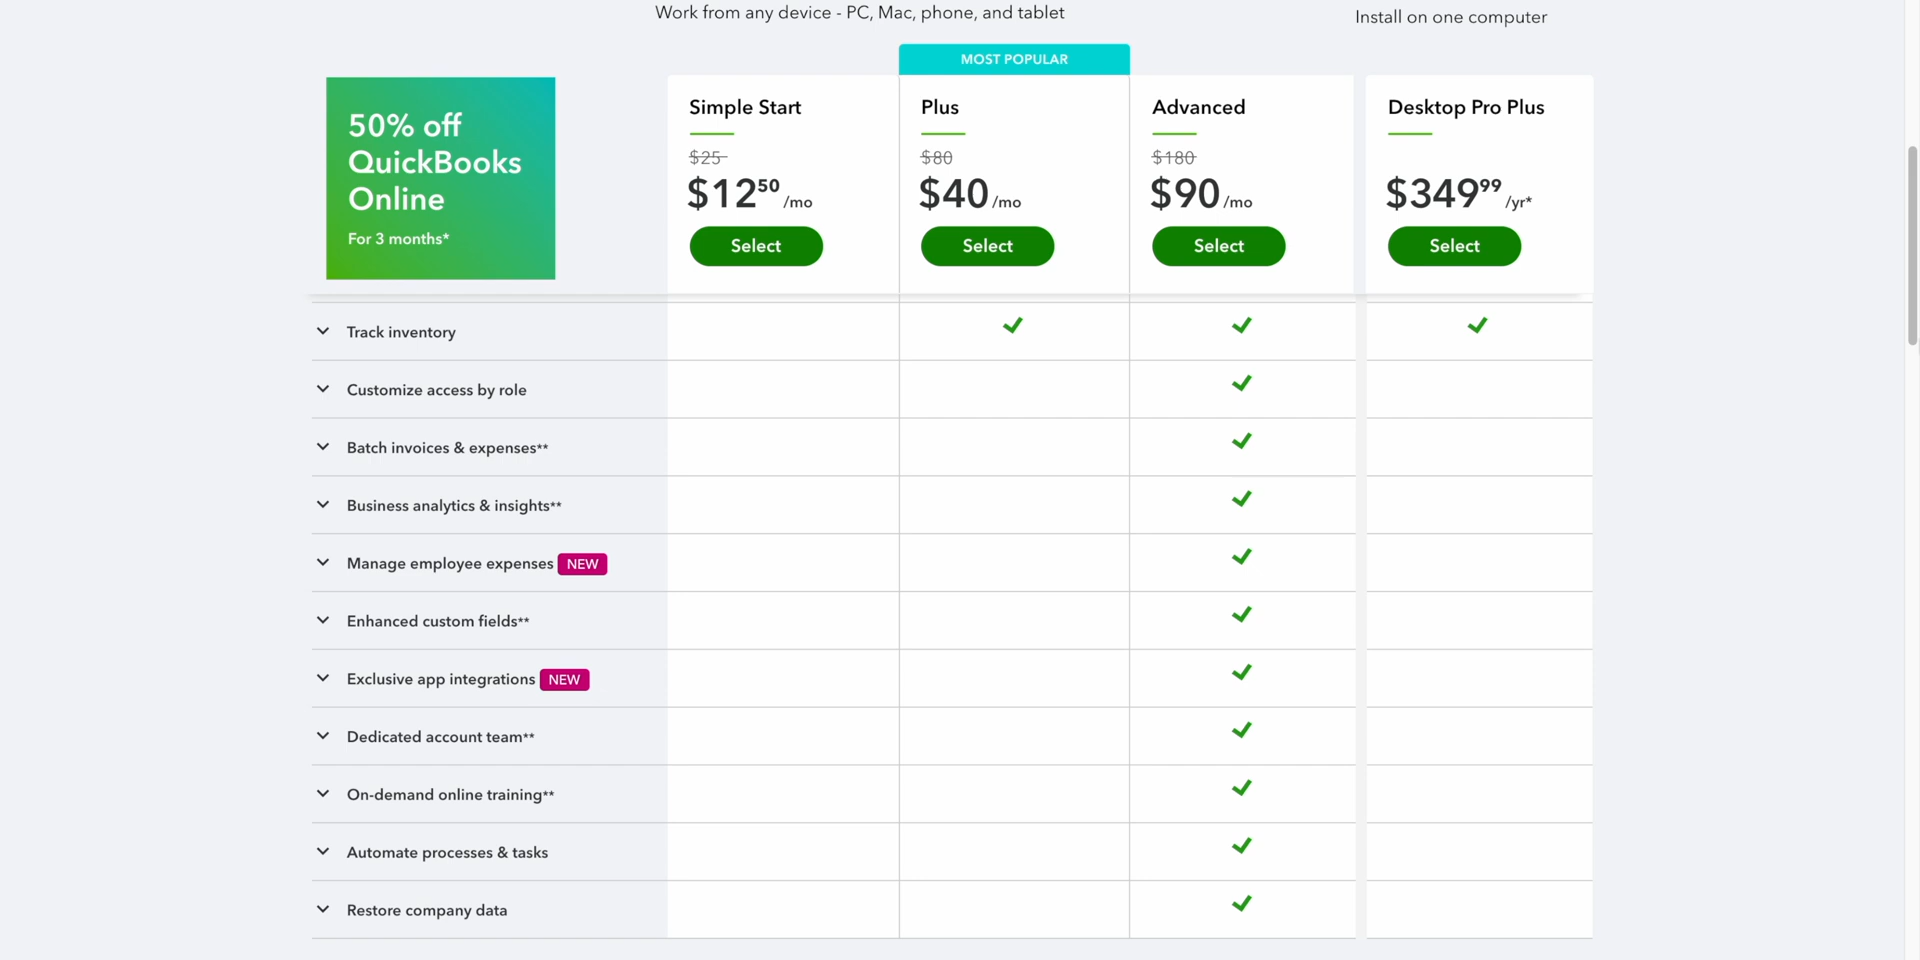 Work from any device - PC, Mac, phone, and tablet
Install on one computer
MOST POPULAR
50% off
QuickBooks
Online
For 3 months*
Simple Start
$25
$1250 /mo
Select
Plus
$80
$40 /mo
Select
Advanced
$180
$90 /mo
Select
Desktop Pro Plus
$34999 /yr*
Select
Track inventory
Customize access by role
Batch invoices & expenses**
Business analytics & insights**
Manage employee expenses NEW
Enhanced custom fields**
Exclusive app integrations NEW
Dedicated account team**
On-demand online training**
Automate processes & tasks
Restore company data